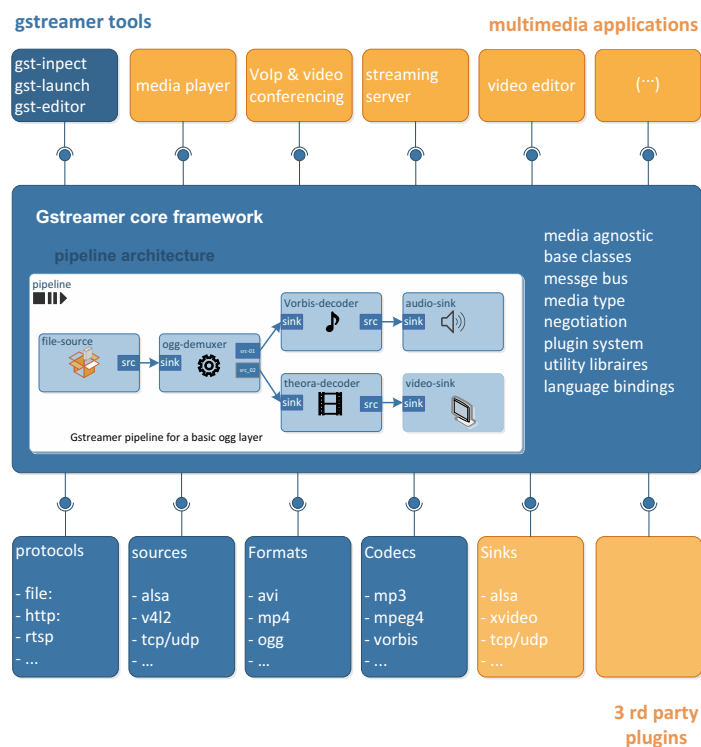 gstreamer tools
multimedia applications
gst-inpect
gst-launch
gst-editor
media player
VoIp & video
conferencing
streaming
server
video editor
(...)
Gstreamer core framework
pipeline architecture
pipeline
file-source
src
ogg-demuxer
sink
src-01
src_02
Vorbis-decoder
sink
src
audio-sink
sink
theora-decoder
sink
src
video-sink
sink
Gstreamer pipeline for a basic ogg layer
media agnostic
base classes
messge bus
media type
negotiation
plugin system
utility libraires
language bindings
protocols
- file:
- http:
- rtsp
- ...
sources
- alsa
- v4l2
- tcp/udp
- ...
Formats
- avi
- mp4
- ogg
- ...
Codecs
- mp3
- mpeg4
- vorbis
- ...
Sinks
- alsa
- xvideo
- tcp/udp
- ...
3 rd party
plugins